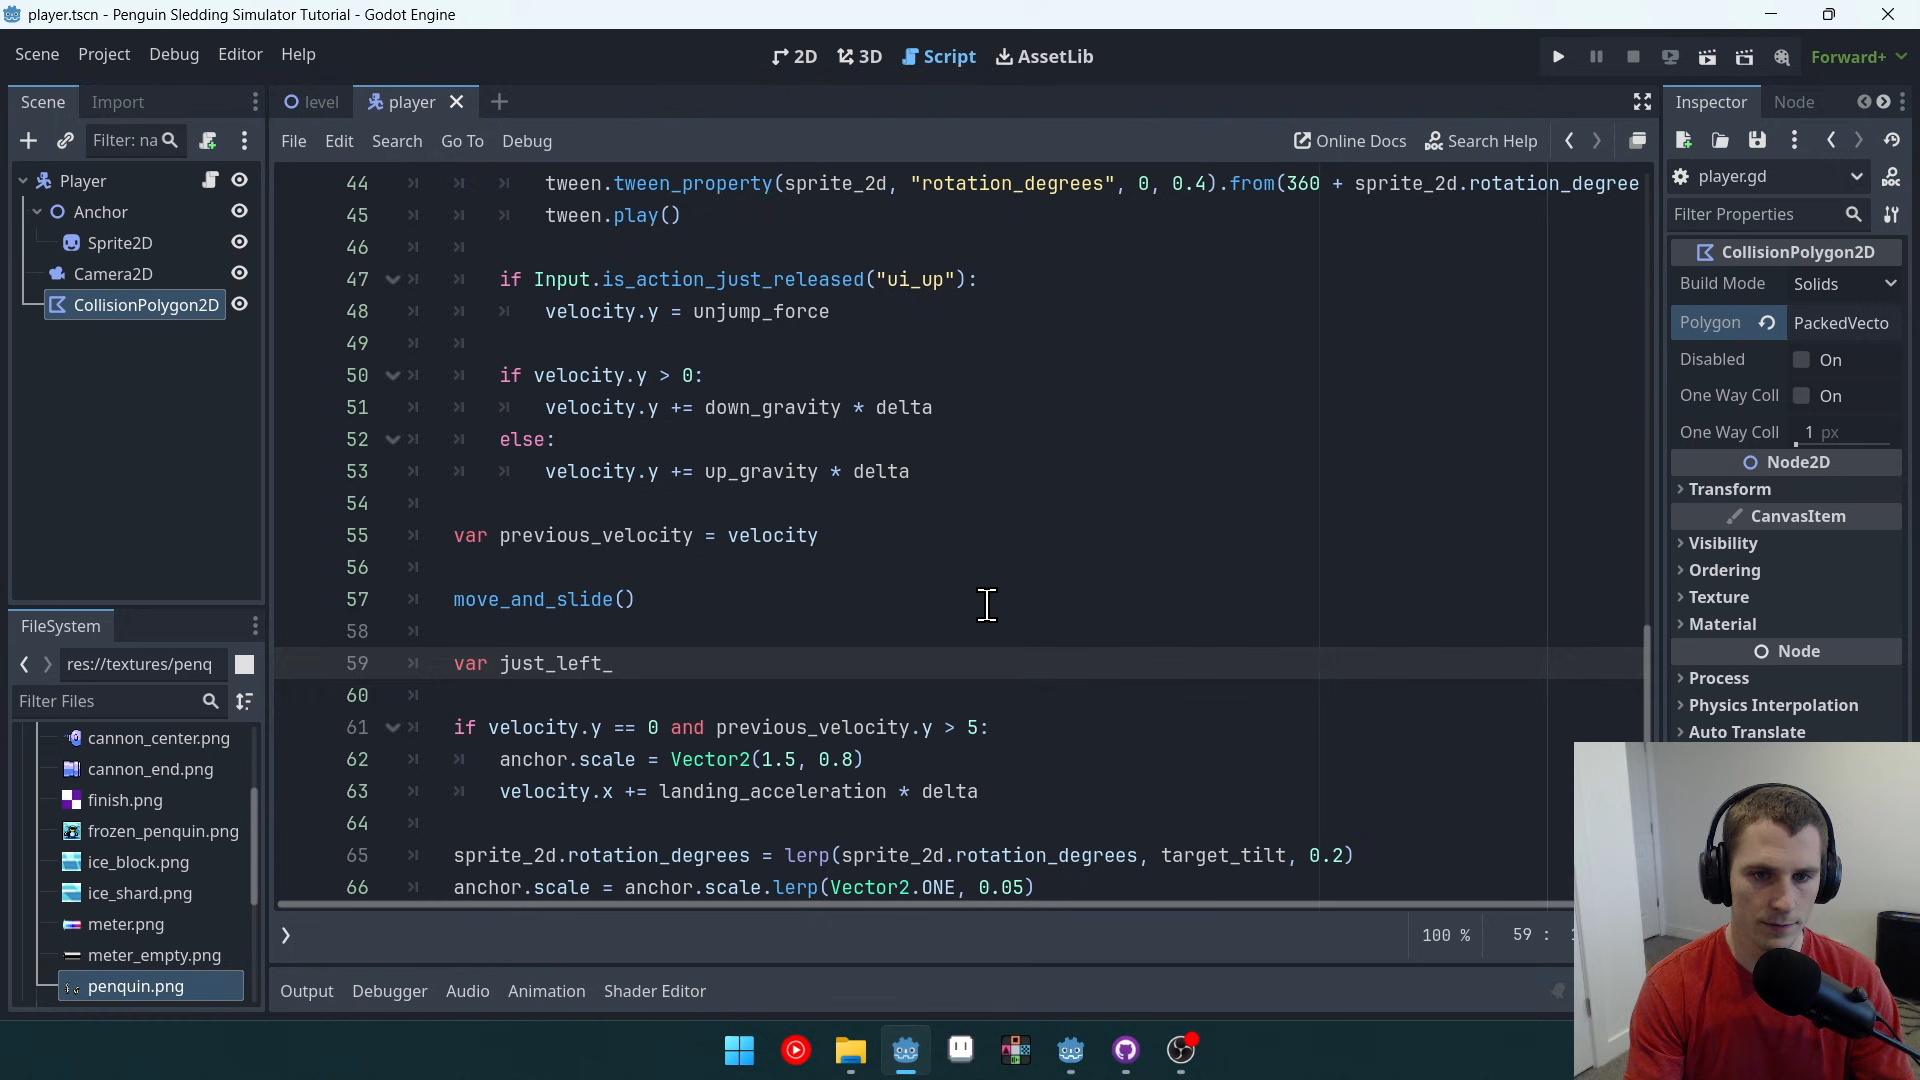 player.tscn - Penguin Sledding Simulator Tutorial - Godot Engine
Scene Project Debug Editor Help
2D 3D Script AssetLib
Forward+
Scene Import
level player
Inspector Node
Filter: na
File Edit Search Go To Debug
Online Docs Search Help
Player
Anchor
Sprite2D
Camera2D
CollisionPolygon2D
44 tween.tween_property(sprite_2d, "rotation_degrees", 0, 0.4).from(360 + sprite_2d.rotation_degree
45 tween.play()
46
47 if Input.is_action_just_released("ui_up"):
48 velocity.y = unjump_force
49
50 if velocity.y > 0:
51 velocity.y += down_gravity * delta
52 else:
53 velocity.y += up_gravity * delta
54
55 var previous_velocity = velocity
56
57 move_and_slide()
58
59 var just_left_
60
61 if velocity.y == 0 and previous_velocity.y > 5:
62 anchor.scale = Vector2(1.5, 0.8)
63 velocity.x += landing_acceleration * delta
64
65 sprite_2d.rotation_degrees = lerp(sprite_2d.rotation_degrees, target_tilt, 0.2)
66 anchor.scale = anchor.scale.lerp(Vector2.ONE, 0.05)
100 % 59 :
player.gd
Filter Properties
CollisionPolygon2D
Build Mode Solids
Polygon PackedVecto
Disabled On
One Way Coll On
One Way Coll 1 px
Node2D
Transform
CanvasItem
Visibility
Ordering
Texture
Material
Node
Process
Physics Interpolation
Auto Translate
FileSystem
res://textures/penq
Filter Files
cannon_center.png
cannon_end.png
finish.png
frozen_penquin.png
ice_block.png
ice_shard.png
meter.png
meter_empty.png
penquin.png
Output Debugger Audio Animation Shader Editor